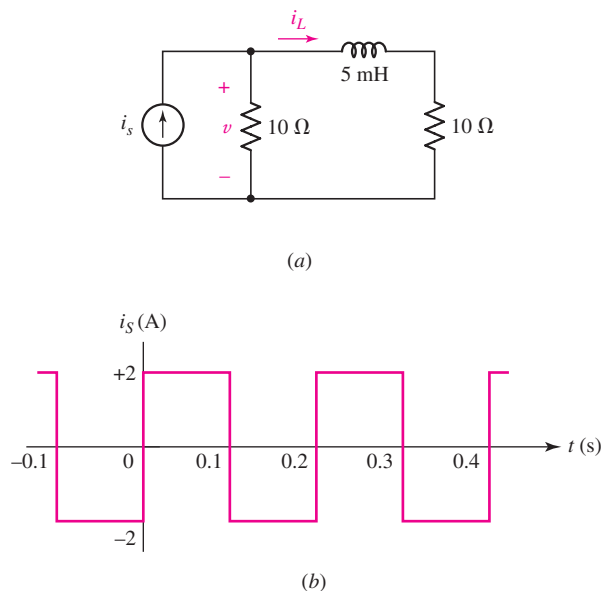 i_L
5 mH
+
i_s
v
10 Ω
10 Ω
−
(a)
i_S (A)
+2
−0.1
0
0.1
0.2
0.3
0.4
t (s)
−2
(b)